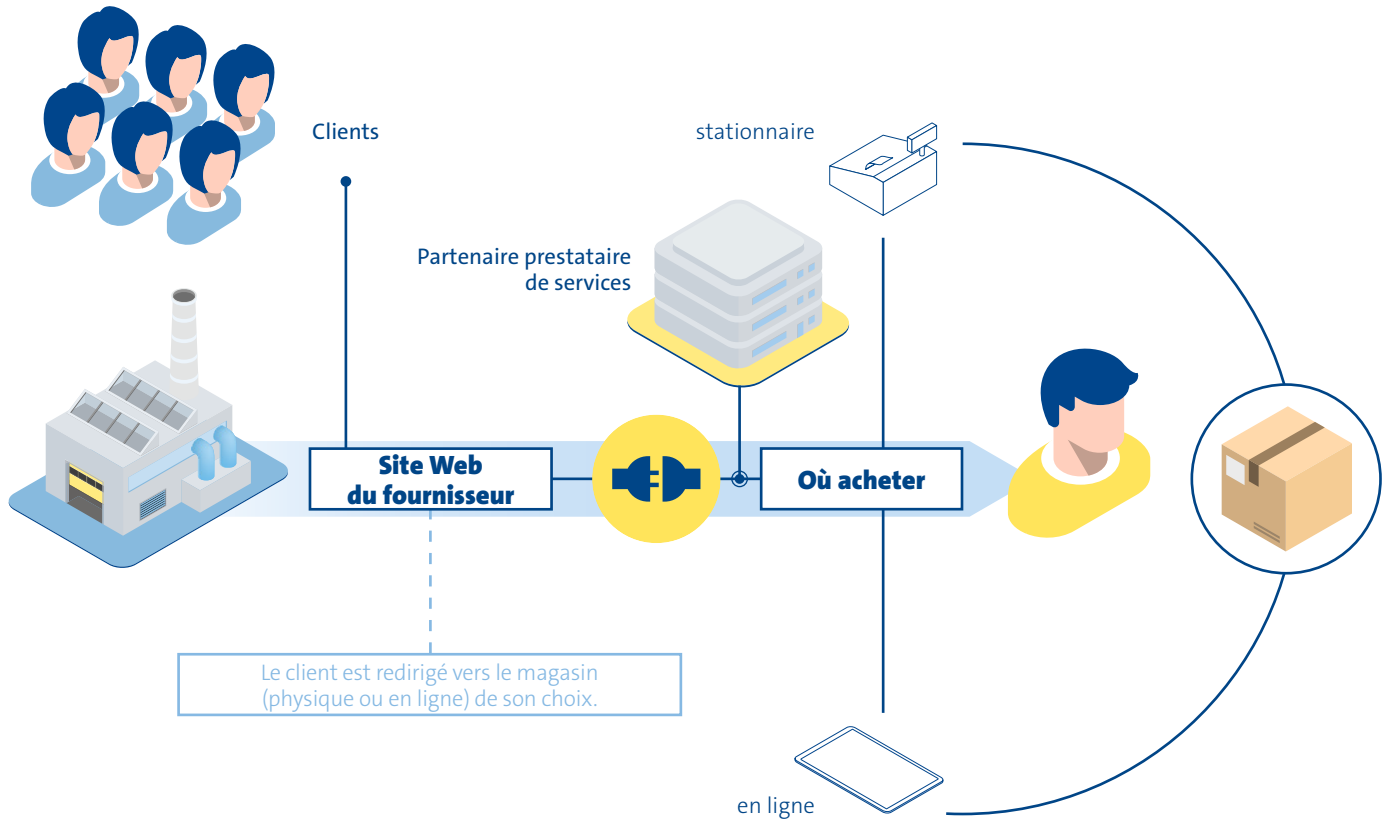 Clients
stationnaire
Partenaire prestataire
de services
Site Web
du fournisseur
Où acheter
Le client est redirigé vers le magasin
(physique ou en ligne) de son choix.
en ligne